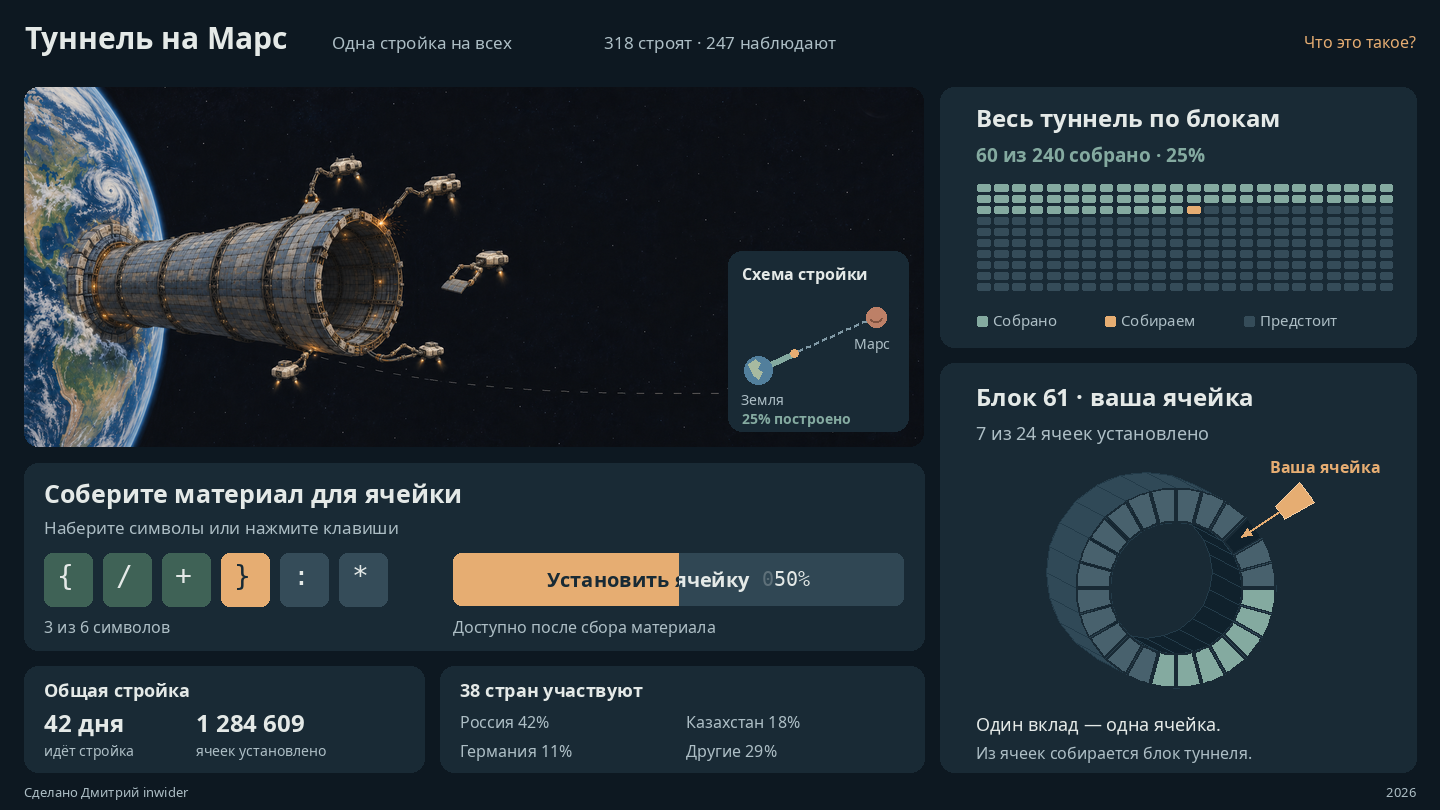 Туннель на Марс
Одна стройка на всех
318 строят · 247 наблюдают
Что это такое?
Схема стройки
Марс
Земля
25% построено
Весь туннель по блокам
60 из 240 собрано · 25%
Собрано
Собираем
Предстоит
Соберите материал для ячейки
Наберите символы или нажмите клавиши
{ / + } : *
3 из 6 символов
Установить ячейку 050%
Доступно после сбора материала
Блок 61 · ваша ячейка
7 из 24 ячеек установлено
Ваша ячейка
Один вклад — одна ячейка.
Из ячеек собирается блок туннеля.
Общая стройка
42 дня
идёт стройка
1 284 609
ячеек установлено
38 стран участвуют
Россия 42%
Казахстан 18%
Германия 11%
Другие 29%
Сделано Дмитрий inwider
2026